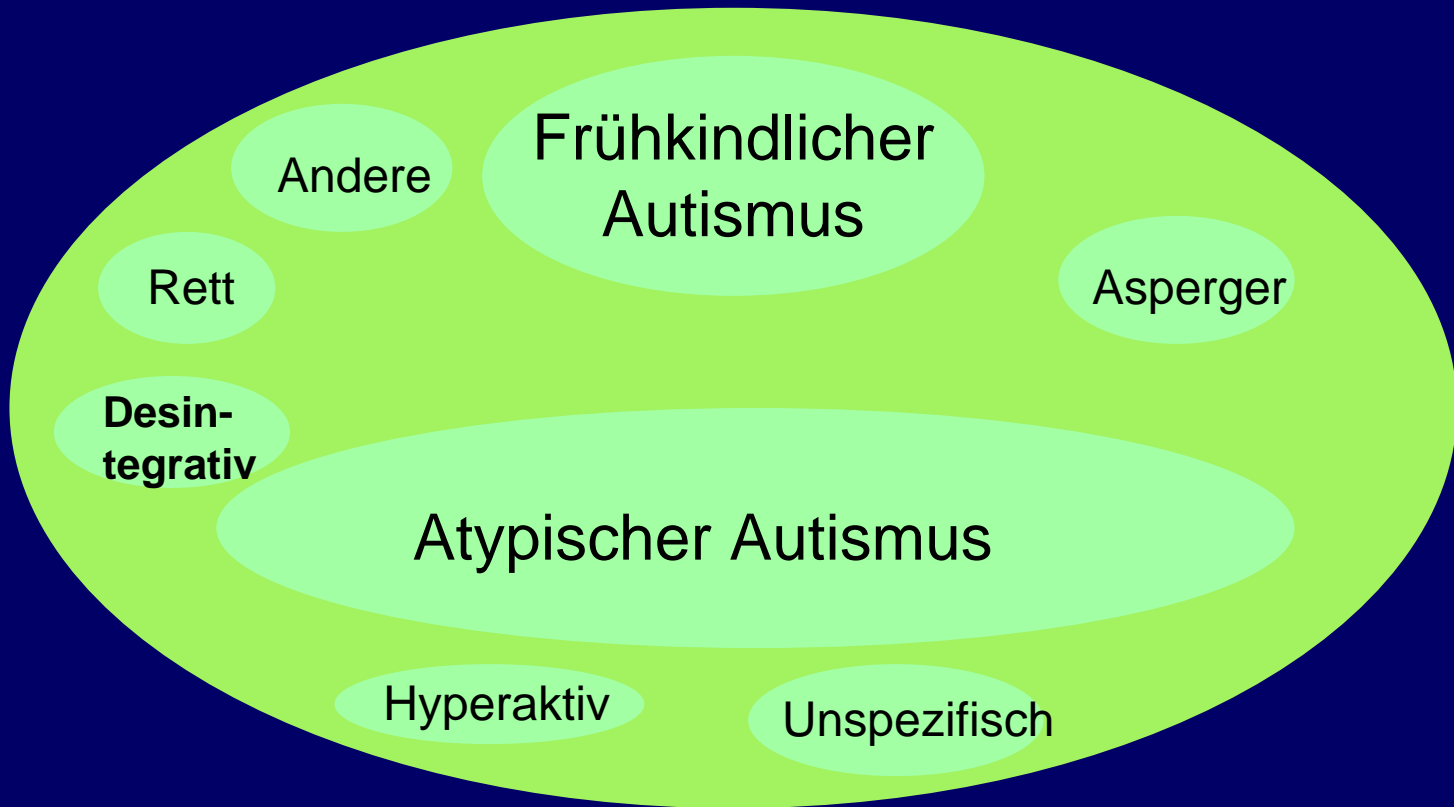 Frühkindlicher
Autismus
Andere
Rett
Asperger
Desin-
tegrativ
Atypischer Autismus
Hyperaktiv
Unspezifisch